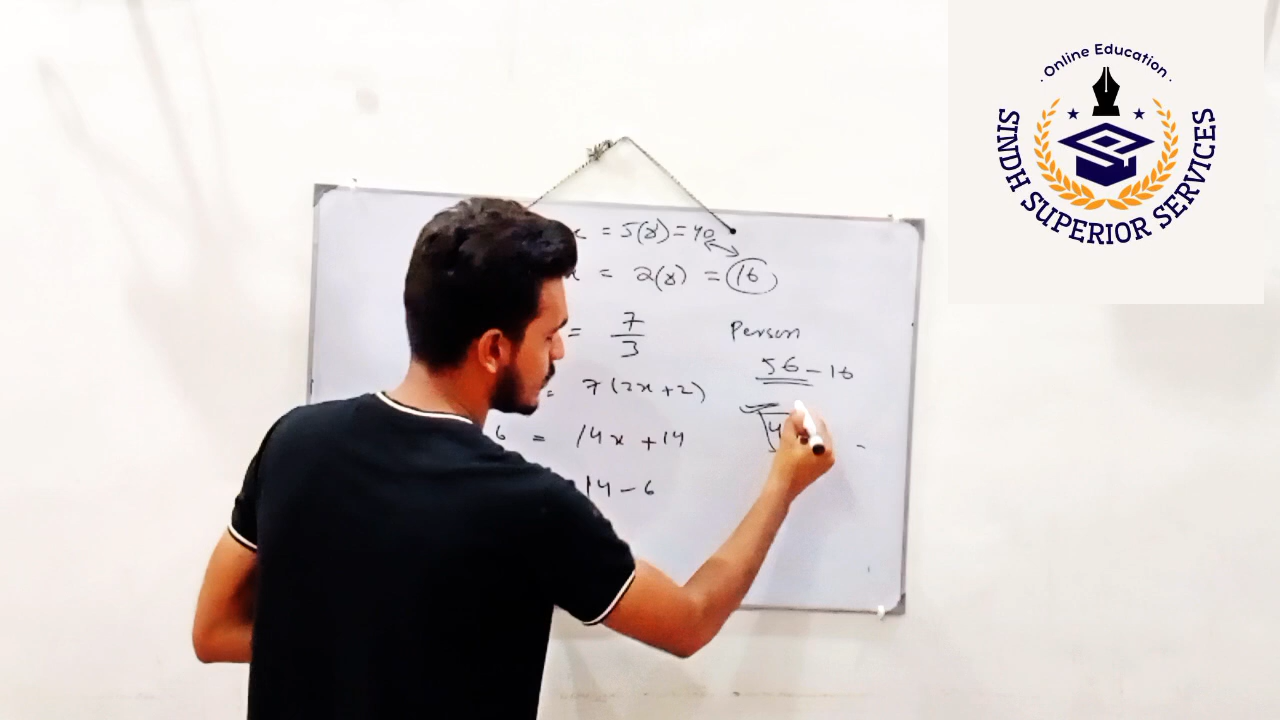 Online Education
SINDH SUPERIOR SERVICES
x = 5(8) = 40
x = 2(8) = 16
= 7/3
= 7(2x+2)
6 = 14x + 14
14 - 6
Person
56 - 16
4